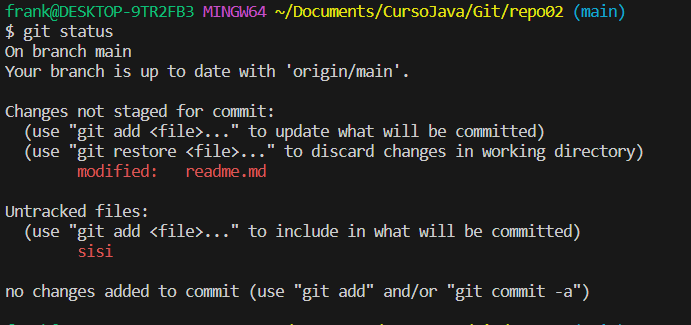 frank@DESKTOP-9TR2FB3 MINGW64 ~/Documents/CursoJava/Git/repo02 (main)
$ git status
On branch main
Your branch is up to date with 'origin/main'.
Changes not staged for commit:
(use "git add <file>..." to update what will be committed)
(use "git restore <file>..." to discard changes in working directory)
modified: readme.md
Untracked files:
(use "git add <file>..." to include in what will be committed)
sisi
no changes added to commit (use "git add" and/or "git commit -a")